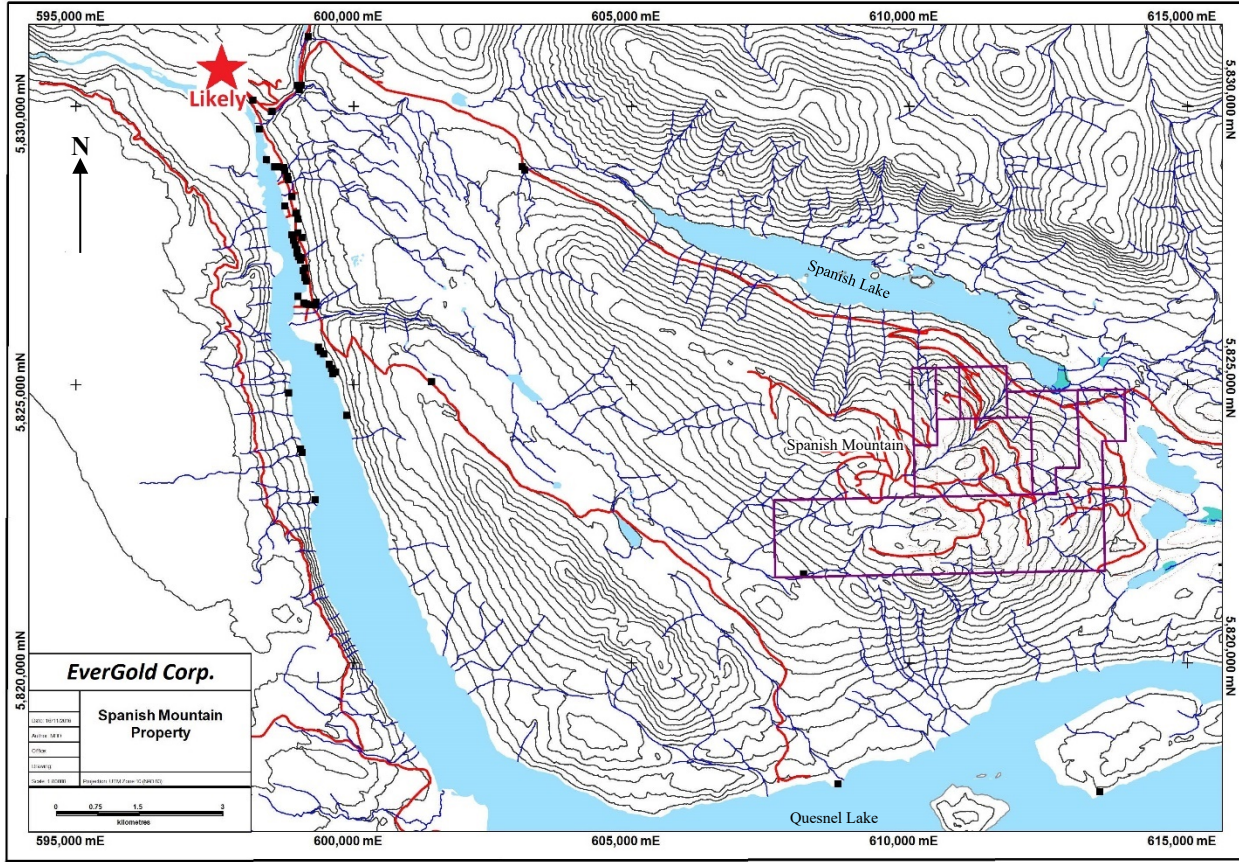 600,000 mE
605,000 mE
610,000 mE
615,000 mE
Likely
N
5,830,000 mN
5,830,000 mN
Spanish Lake
5,825,000 mN
5,825,000 mN
Spanish Mountain
5,820,000 mN
5,820,000 mN
EverGold Corp.
Spanish Mountain
Property
Office
Drawing
0 0.75 1.5 3
kilometres
Quesnel Lake
595,000 mE
600,000 mE
605,000 mE
610,000 mE
615,000 mE